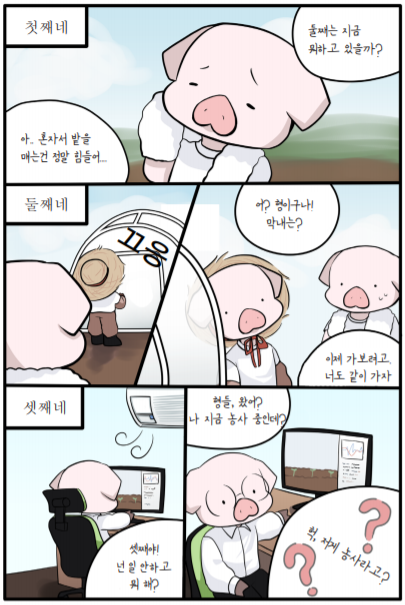 첫째네
둘째는 지금
뭐하고 있을까?
아.. 혼자서 밭을
매는건 정말 힘들어...
둘째네
끄응
어? 형이구나!
막내는?
이제 가보려고,
너도 같이 가자
셋째네
형들, 왔어?
나 지금 농사 중인데?
셋째야!
넌 일 안하고
뭐 해?
헉, 저게 농사라고?
? ?